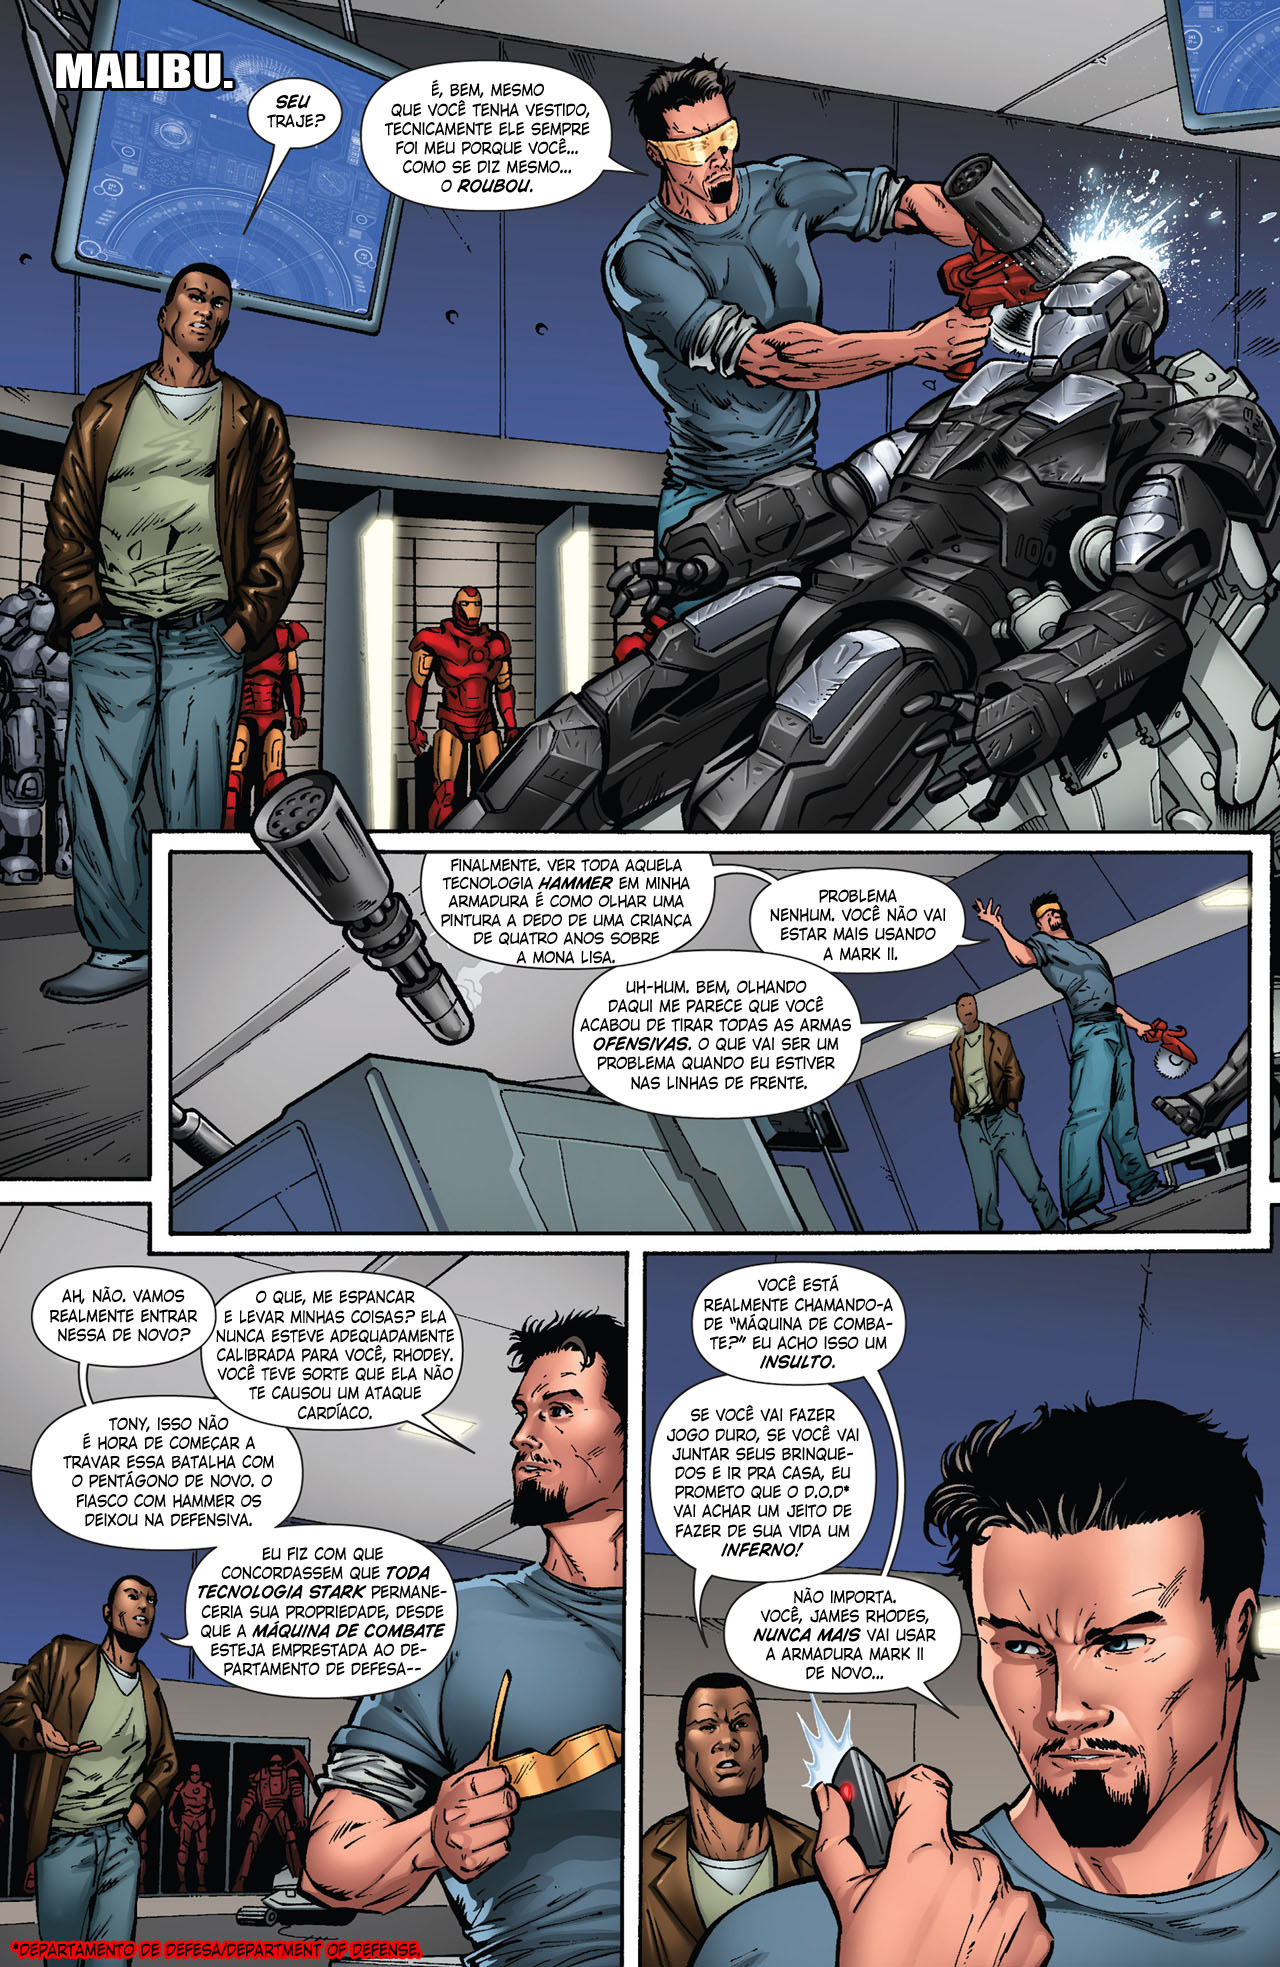 MALIBU.
SEU
TRAJE?
É, BEM, MESMO
QUE VOCÊ TENHA VESTIDO,
TECNICAMENTE ELE SEMPRE
FOI MEU PORQUE VOCÊ...
COMO SE DIZ MESMO...
O ROUBOU.
100
FINALMENTE. VER TODA AQUELA
TECNOLOGIA HAMMER EM MINHA
ARMADURA É COMO OLHAR UMA
PINTURA A DEDO DE UMA CRIANÇA
DE QUATRO ANOS SOBRE
A MONA LISA.
PROBLEMA
NENHUM. VOCÊ NÃO VAI
ESTAR MAIS USANDO
A MARK II.
UH-HUM. BEM, OLHANDO
DAQUI ME PARECE QUE VOCÊ
ACABOU DE TIRAR TODAS AS ARMAS
OFENSIVAS. O QUE VAI SER UM
PROBLEMA QUANDO EU ESTIVER
NAS LINHAS DE FRENTE.
AH, NÃO. VAMOS
REALMENTE ENTRAR
NESSA DE NOVO?
O QUE, ME ESPANCAR
E LEVAR MINHAS COISAS? ELA
NUNCA ESTEVE ADEQUADAMENTE
CALIBRADA PARA VOCÊ, RHODEY.
VOCÊ TEVE SORTE QUE ELA NÃO
TE CAUSOU UM ATAQUE
CARDÍACO.
TONY, ISSO NÃO
É HORA DE COMEÇAR A
TRAVAR ESSA BATALHA COM
O PENTÁGONO DE NOVO. O
FIASCO COM HAMMER OS
DEIXOU NA DEFENSIVA.
EU FIZ COM QUE
CONCORDASSEM QUE TODA
TECNOLOGIA STARK PERMANE-
CERIA SUA PROPRIEDADE, DESDE
QUE A MÁQUINA DE COMBATE
ESTEJA EMPRESTADA AO DE-
PARTAMENTO DE DEFESA--
VOCÊ ESTÁ
REALMENTE CHAMANDO-A
DE "MÁQUINA DE COMBA-
TE?" EU ACHO ISSO UM
INSULTO.
SE VOCÊ VAI FAZER
JOGO DURO, SE VOCÊ VAI
JUNTAR SEUS BRINQUE-
DOS E IR PRA CASA, EU
PROMETO QUE O D.O.D*
VAI ACHAR UM JEITO DE
FAZER DE SUA VIDA UM
INFERNO!
NÃO IMPORTA.
VOCÊ, JAMES RHODES,
NUNCA MAIS VAI USAR
A ARMADURA MARK II
DE NOVO...
*DEPARTAMENTO DE DEFESA/DEPARTMENT OF DEFENSE.